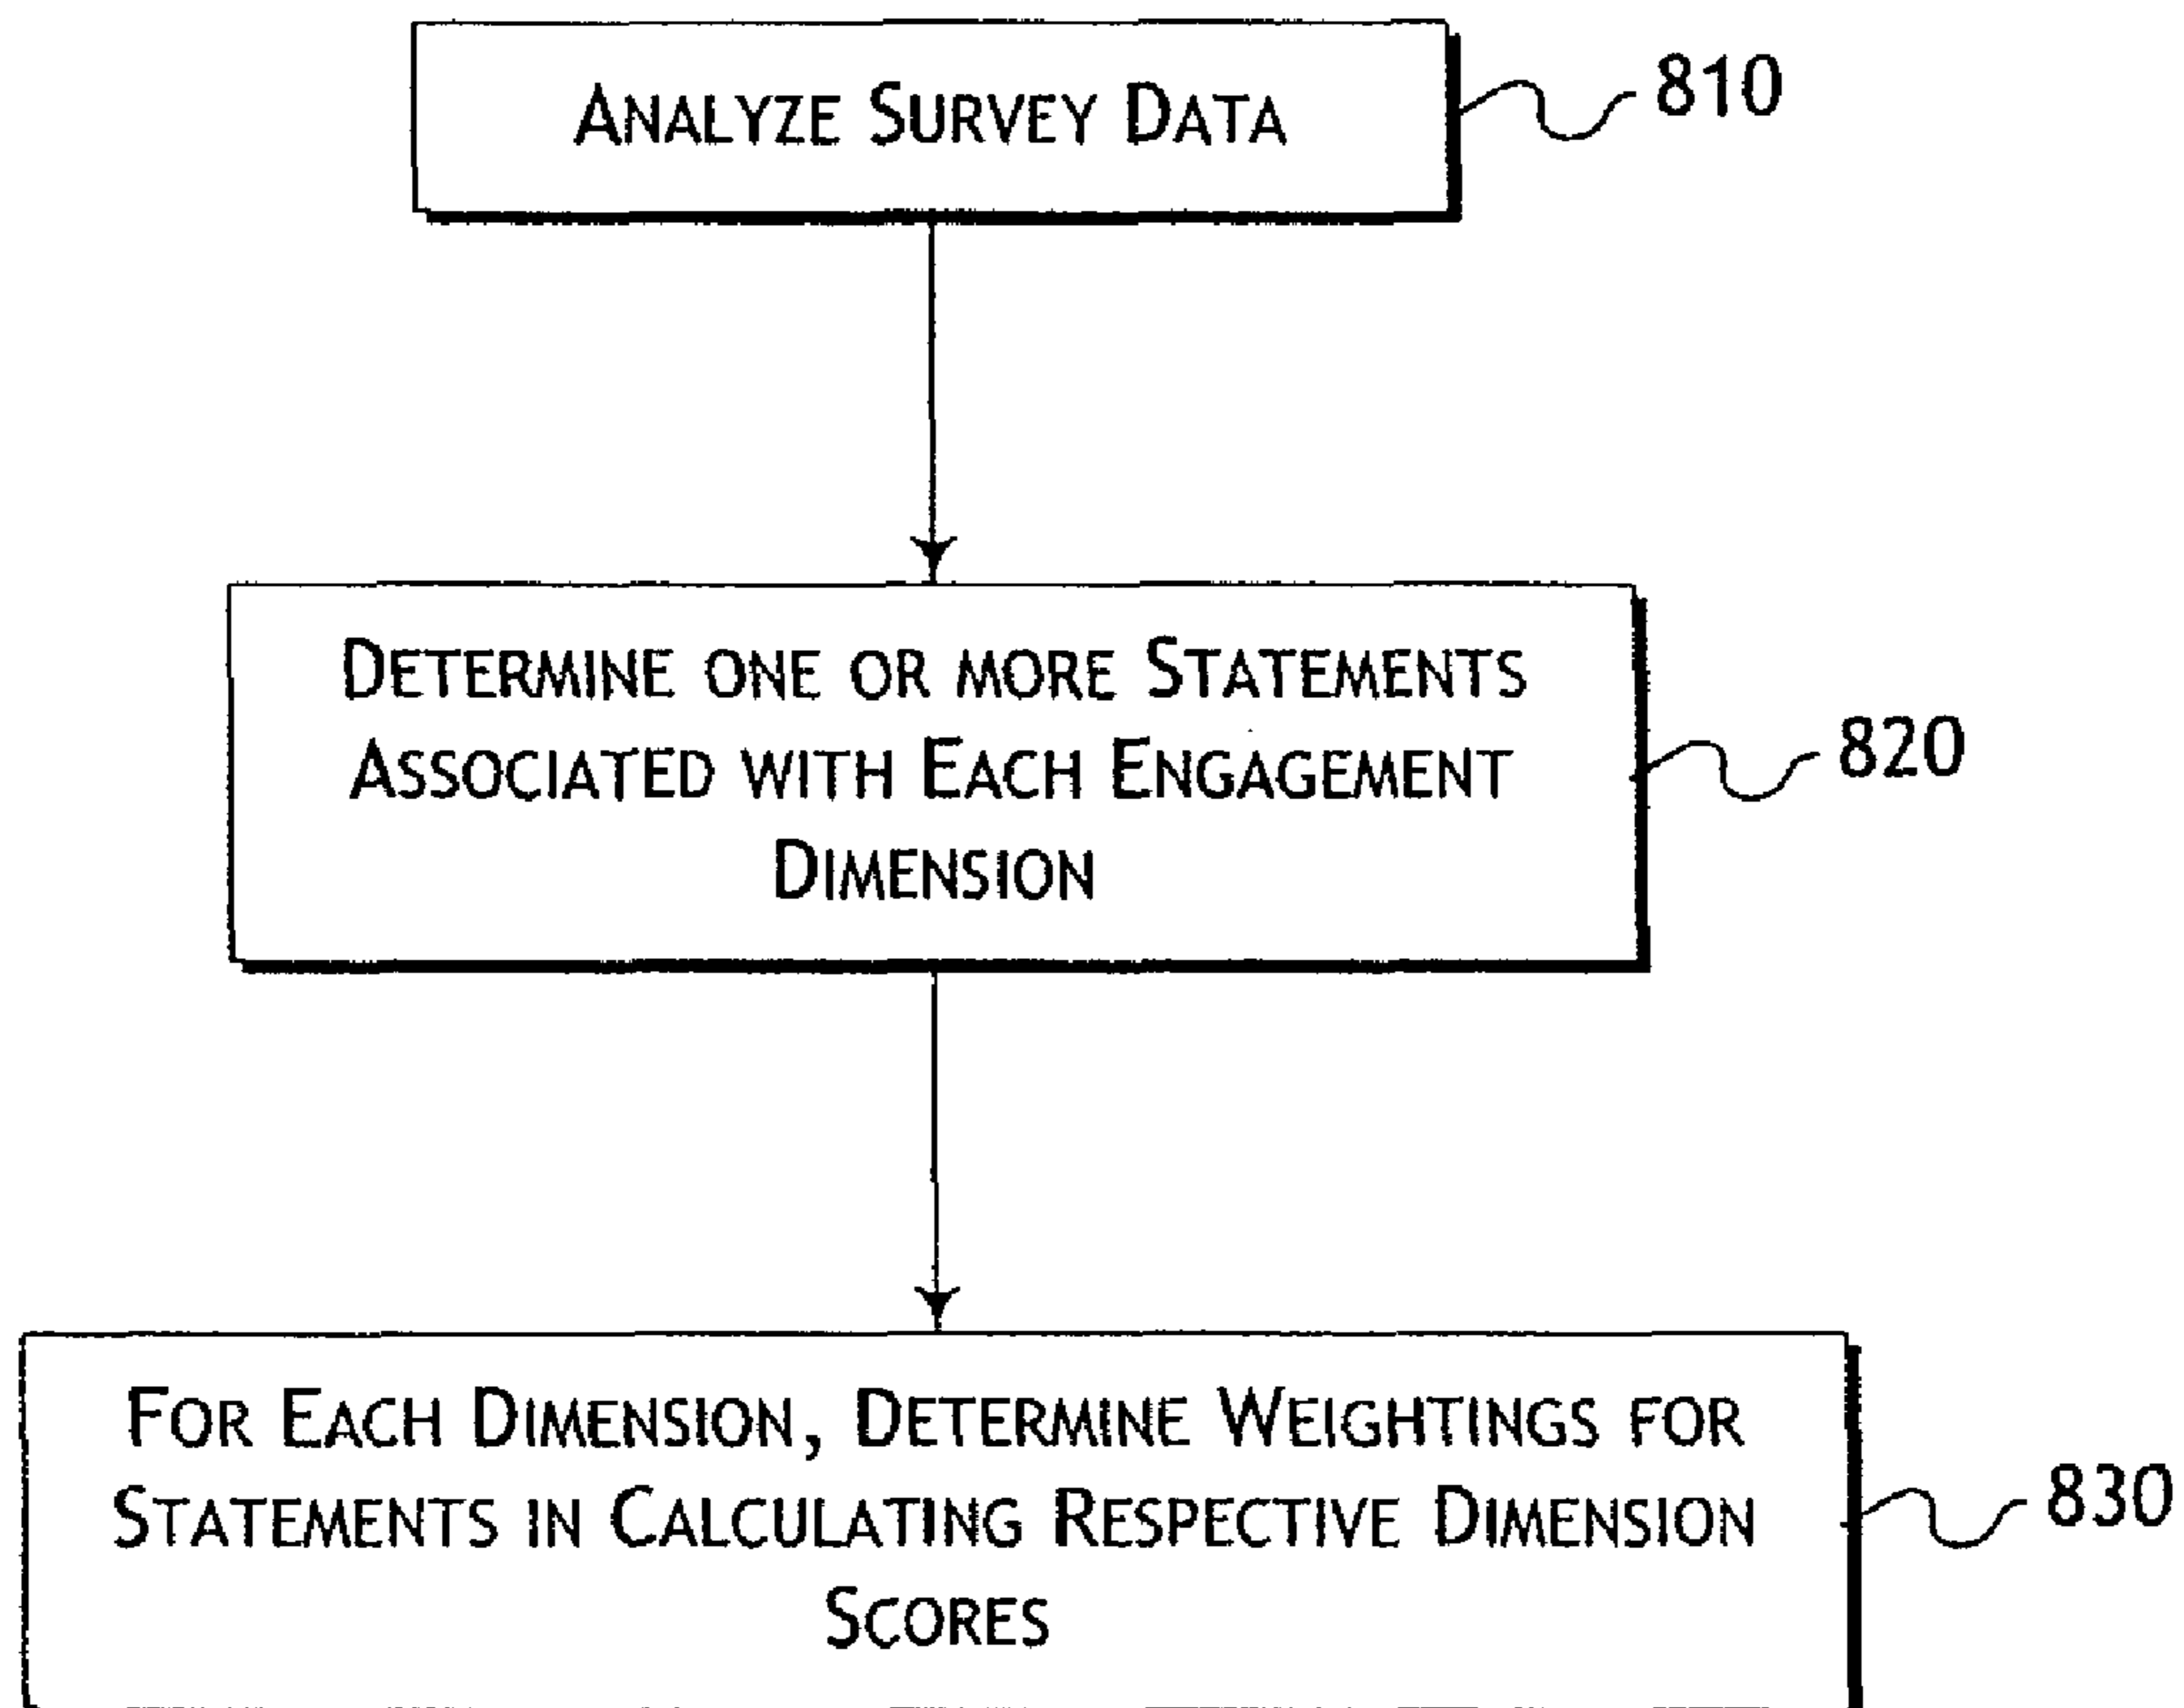 ANALYZE SURVEY DATA
810
DETERMINE ONE OR MORE STATEMENTS
ASSOCIATED WITH EACH ENGAGEMENT
DIMENSION
820
FOR EACH DIMENSION, DETERMINE WEIGHTINGS FOR
STATEMENTS IN CALCULATING RESPECTIVE DIMENSION
SCORES
830